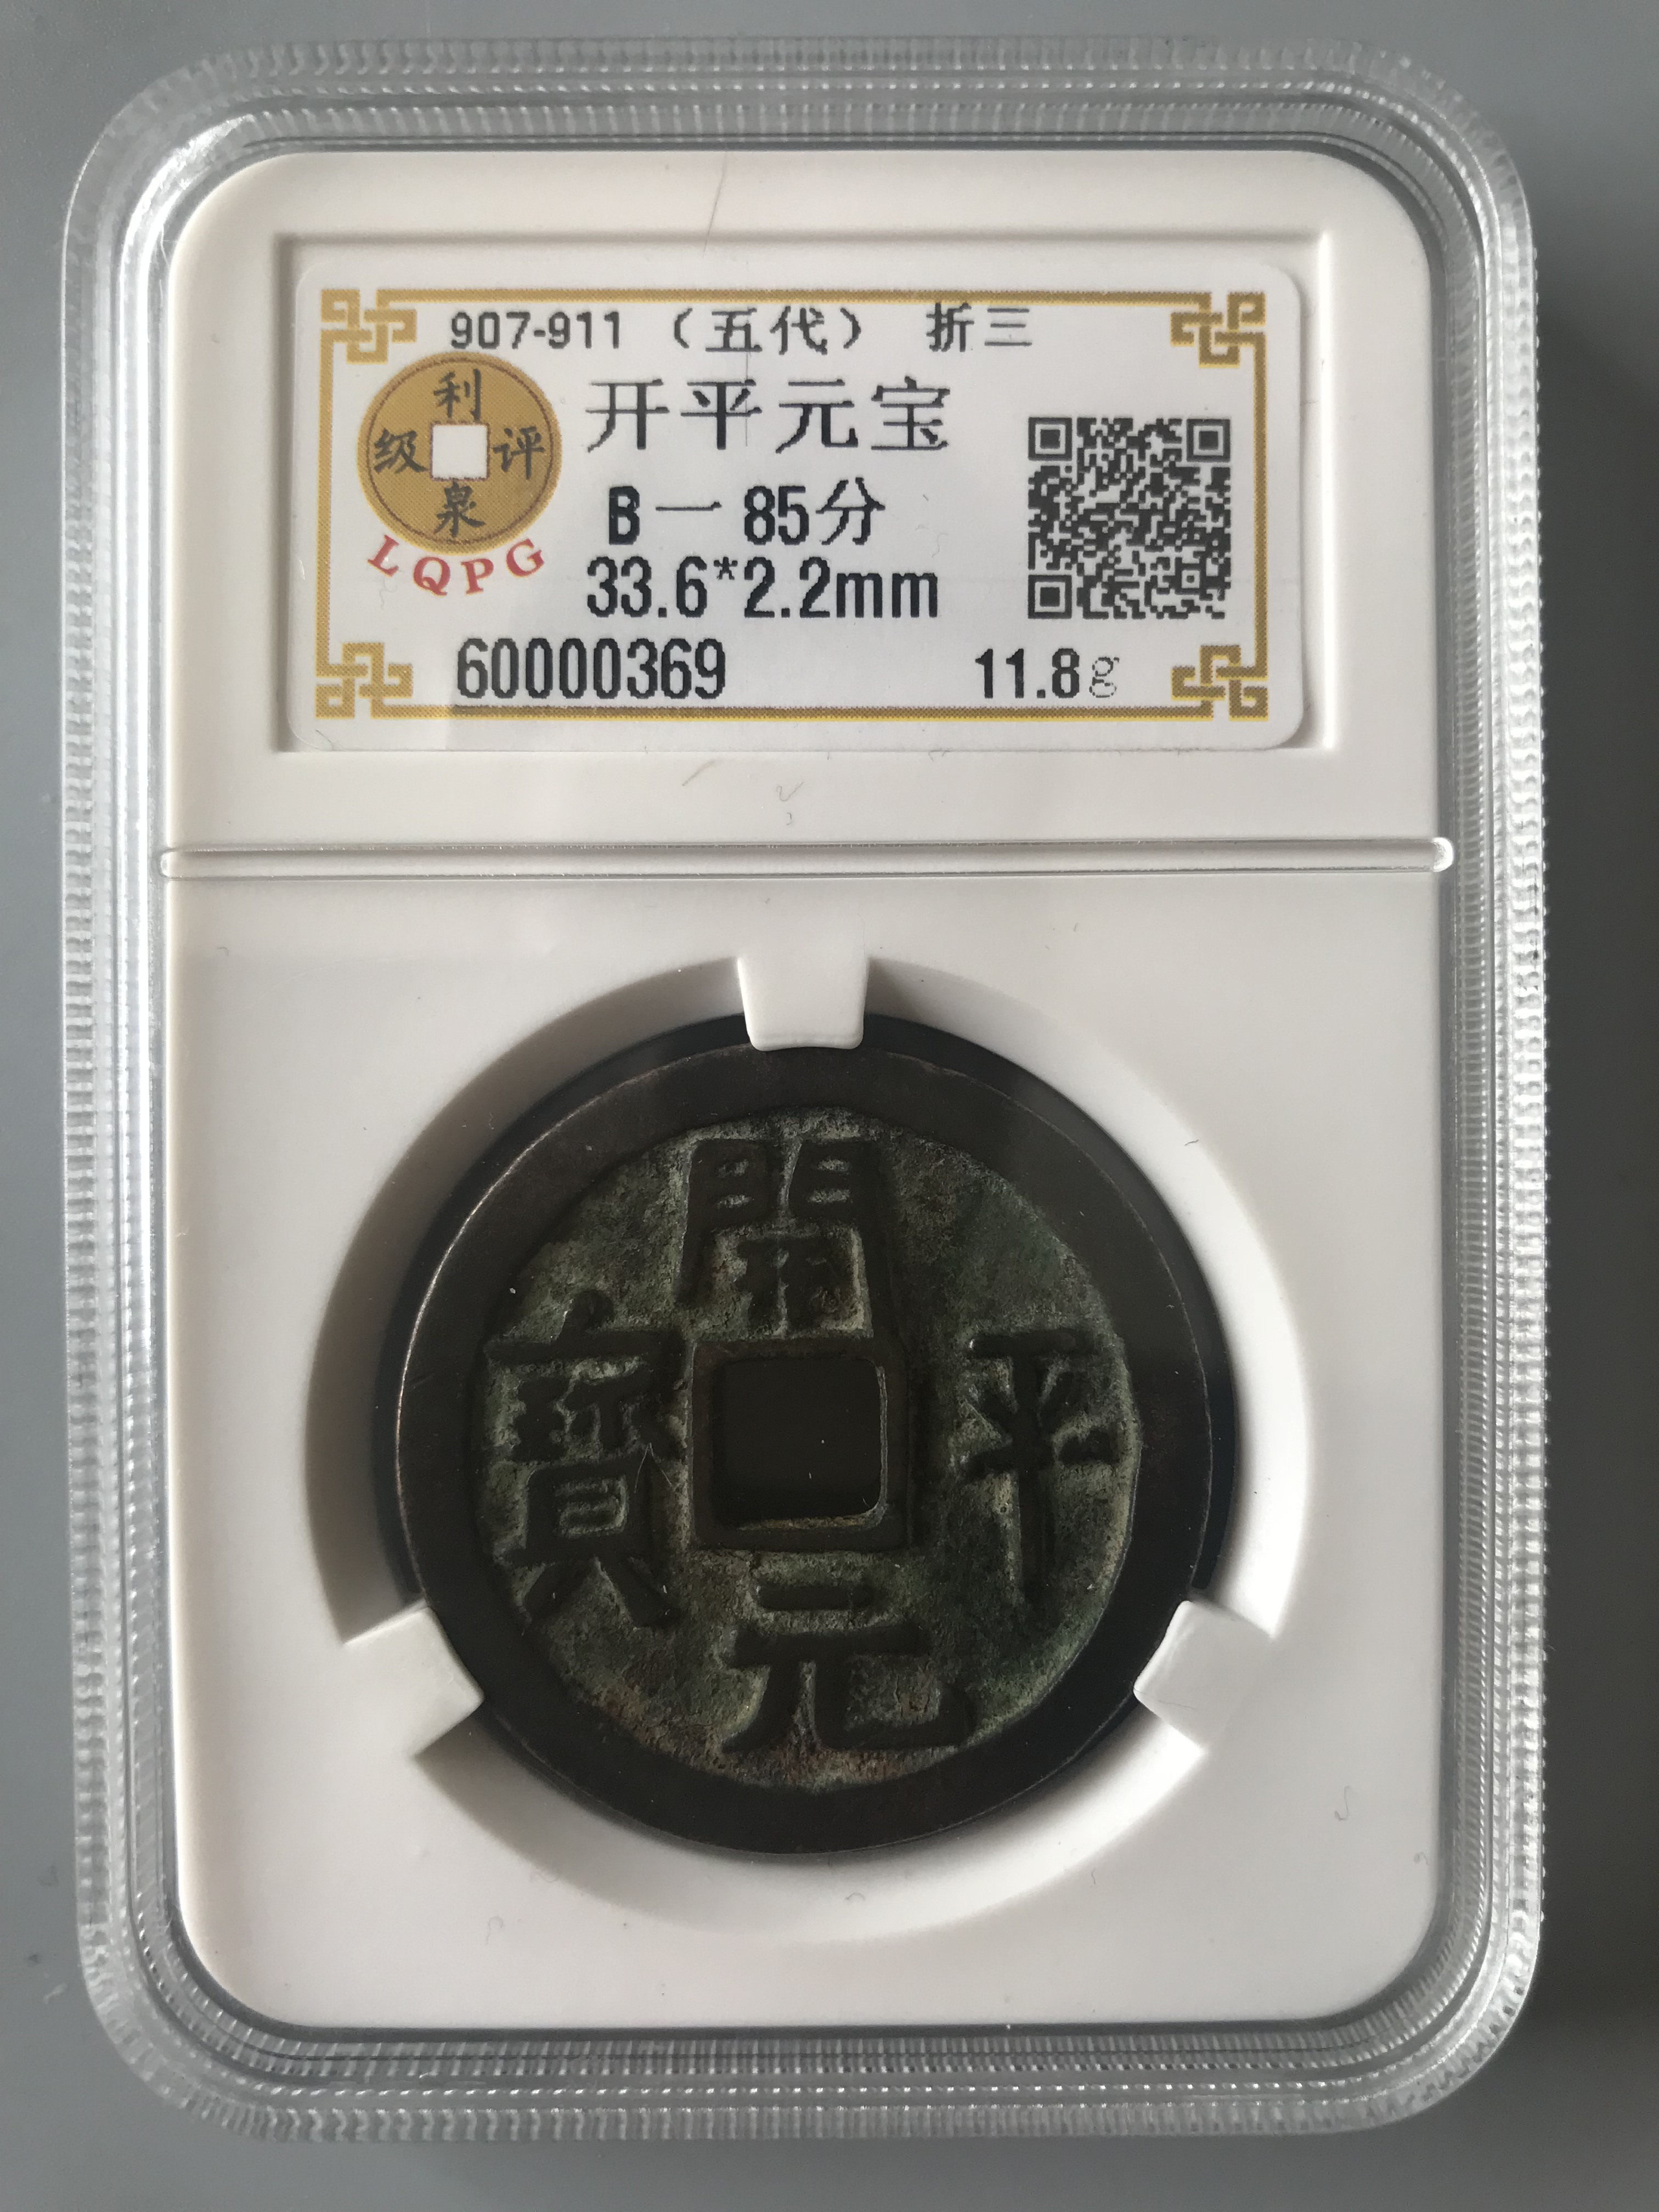 907-911（五代） 折三
利
级 评
泉
LQPG
开平元宝
B一85分
33.6*2.2mm
60000369
11.8g
開
寶 平
元